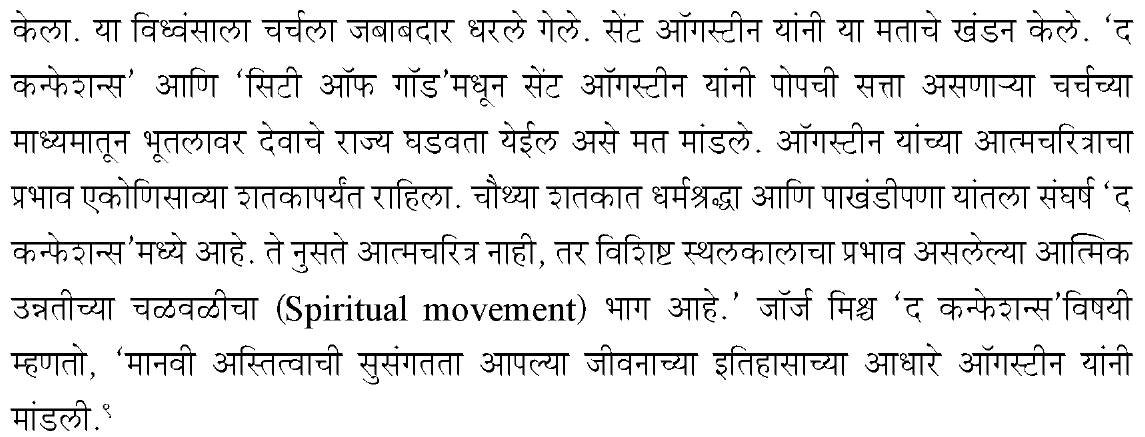 केला. या विध्वंसाला चर्चला जबाबदार धरले गेले. सेंट ऑगस्टीन यांनी या मताचे खंडन केले. ‘द
कन्फेशन्स’ आणि ‘सिटी ऑफ गॉड’मधून सेंट ऑगस्टीन यांनी पोपची सत्ता असणाऱ्या चर्चच्या
माध्यमातून भूतलावर देवाचे राज्य घडवता येईल असे मत मांडले. ऑगस्टीन यांच्या आत्मचरित्राचा
प्रभाव एकोणिसाव्या शतकापर्यंत राहिला. चौथ्या शतकात धर्मश्रद्धा आणि पाखंडीपणा यांतला संघर्ष ‘द
कन्फेशन्स’मध्ये आहे. ते नुसते आत्मचरित्र नाही, तर विशिष्ट स्थलकालाचा प्रभाव असलेल्या आत्मिक
उन्नतीच्या चळवळीचा (Spiritual movement) भाग आहे.’ जॉर्ज मिश्च ‘द कन्फेशन्स’विषयी
म्हणतो, ‘मानवी अस्तित्वाची सुसंगतता आपल्या जीवनाच्या इतिहासाच्या आधारे ऑगस्टीन यांनी
मांडली.९